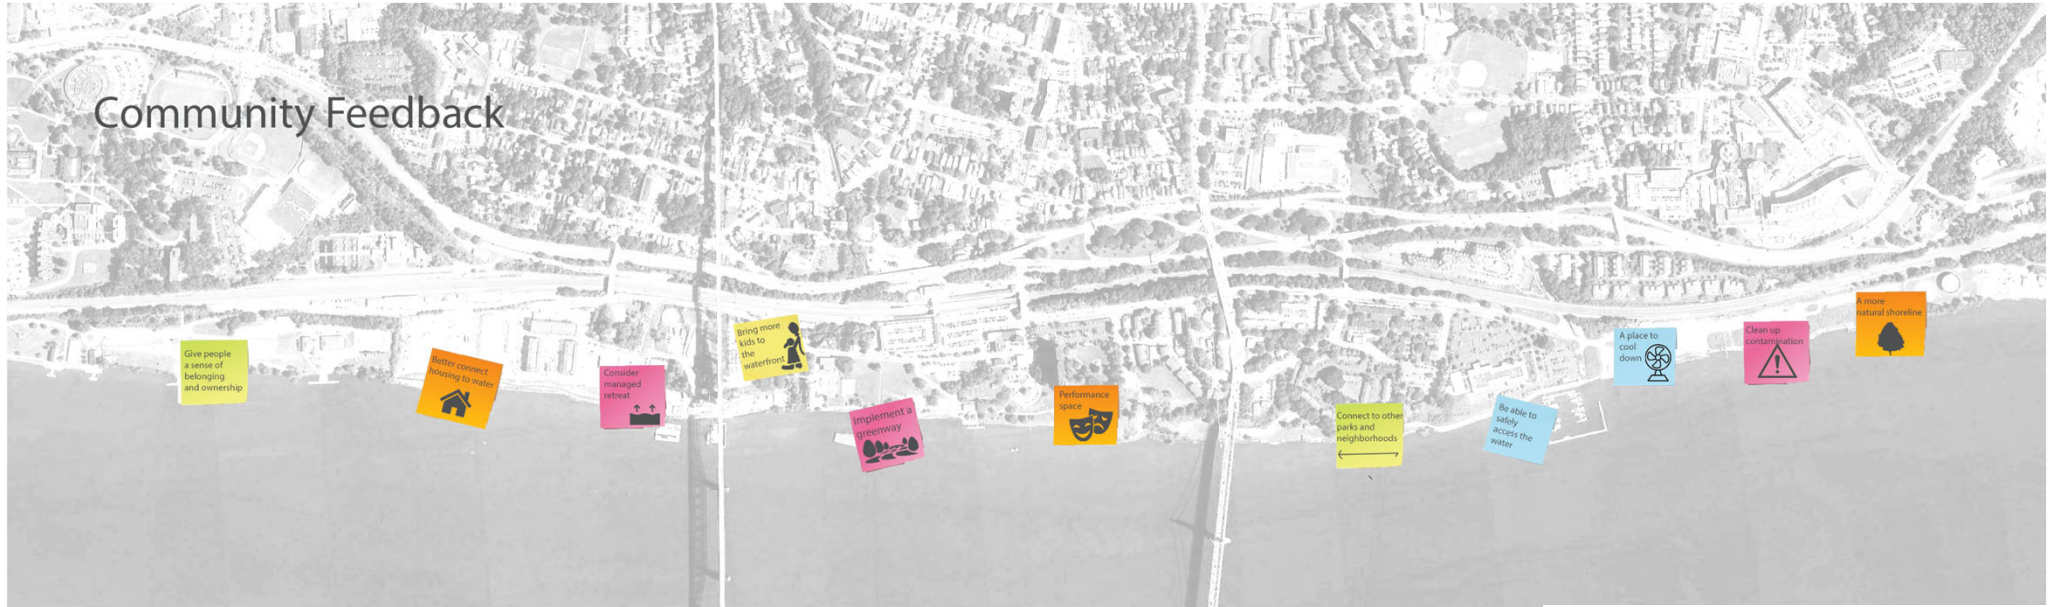 Community Feedback
Give people
a sense of
belonging
and ownership
Better connect
housing to water
Consider
managed
retreat
Bring more
kids to
the
waterfront
Implement a
greenway
Performance
space
Connect to other
parks and
neighborhoods
Be able to
safely
access the
water
A place to
cool
down
Clean up
contamination
A more
natural shoreline